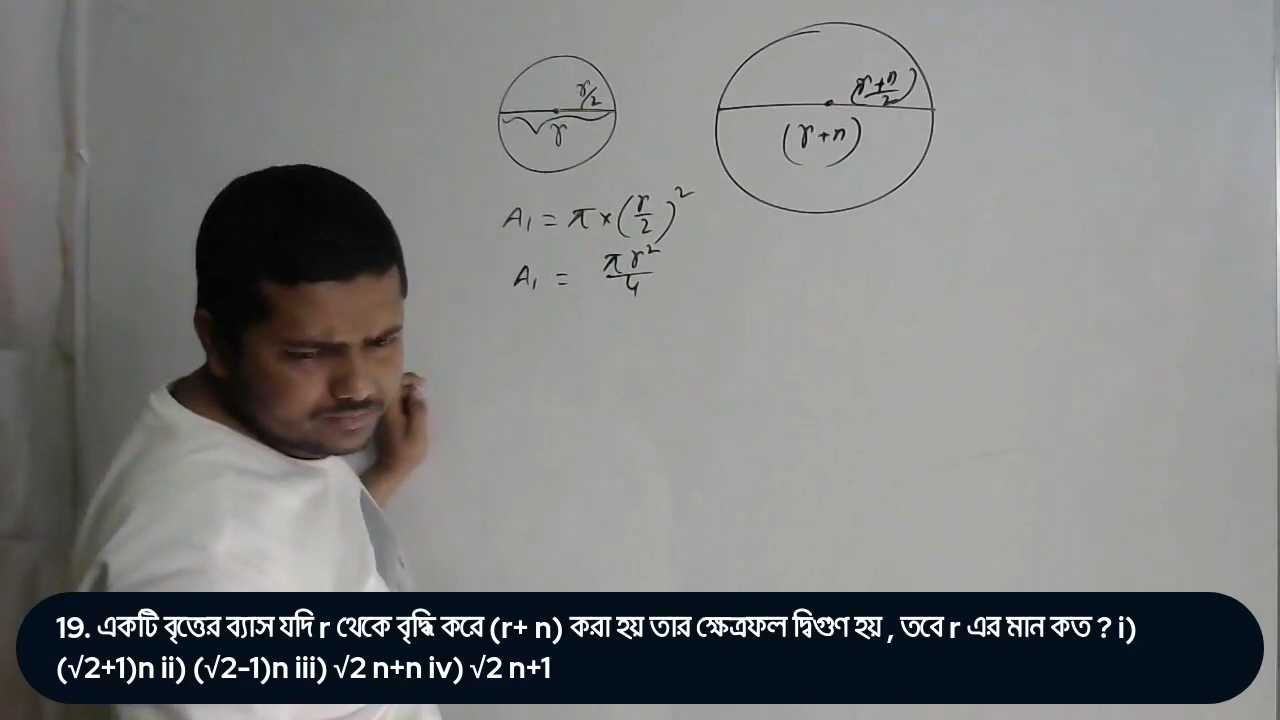 r/2
r
(r+n)/2
(r+n)
A₁ = π × (r/2)²
A₁ = πr²/4
19. একটি বৃত্তের ব্যাস যদি r থেকে বৃদ্ধি করে (r+ n) করা হয় তার ক্ষেত্রফল দ্বিগুণ হয় , তবে r এর মান কত ? i)
(√2+1)n ii) (√2-1)n iii) √2 n+n iv) √2 n+1